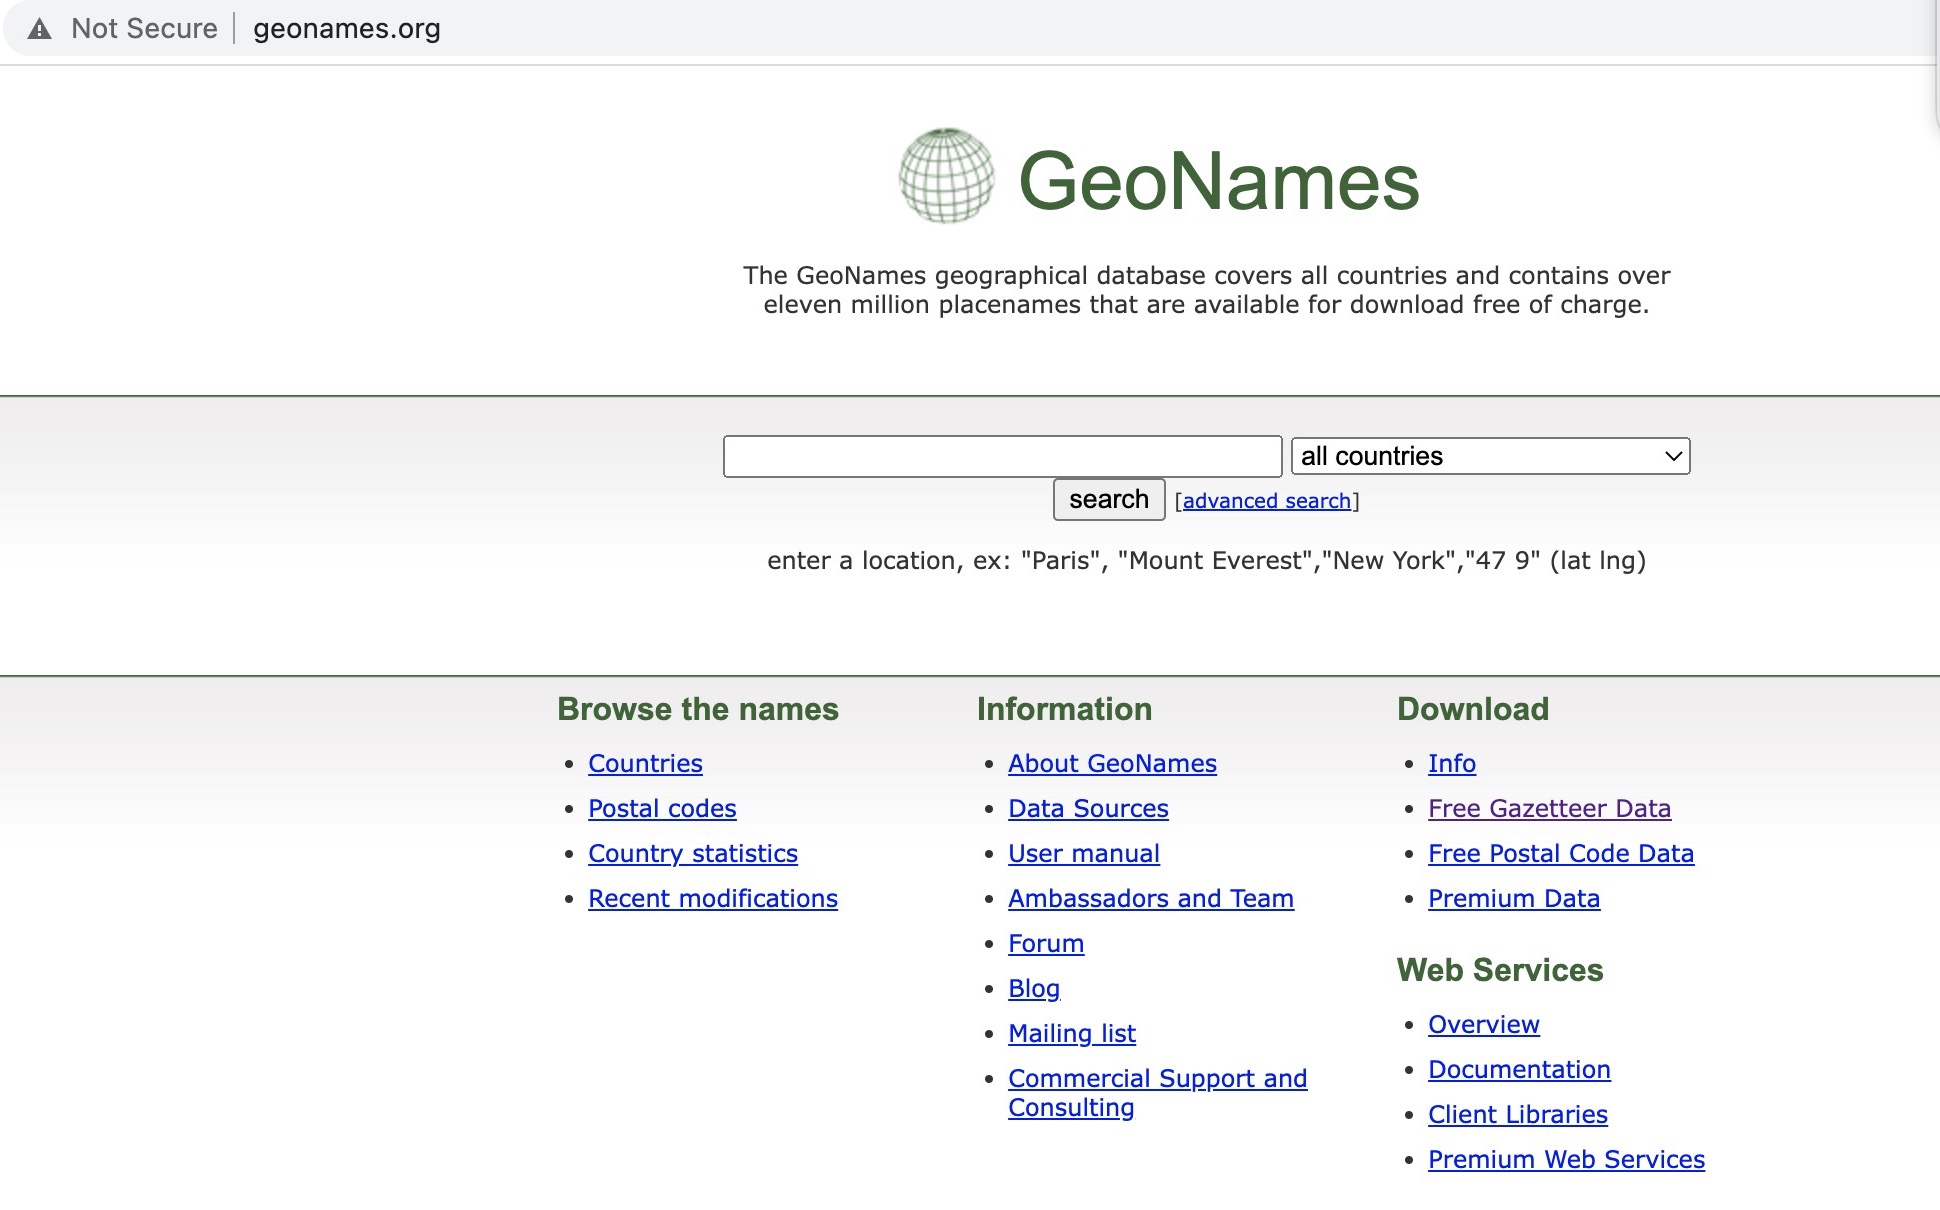 Not Secure geonames.org
GeoNames
The GeoNames geographical database covers all countries and contains over
eleven million placenames that are available for download free of charge.
all countries
search [advanced search]
enter a location, ex: "Paris", "Mount Everest","New York","47 9" (lat lng)
Browse the names
Countries
Postal codes
Country statistics
Recent modifications
Information
About GeoNames
Data Sources
User manual
Ambassadors and Team
Forum
Blog
Mailing list
Commercial Support and
Consulting
Download
Info
Free Gazetteer Data
Free Postal Code Data
Premium Data
Web Services
Overview
Documentation
Client Libraries
Premium Web Services